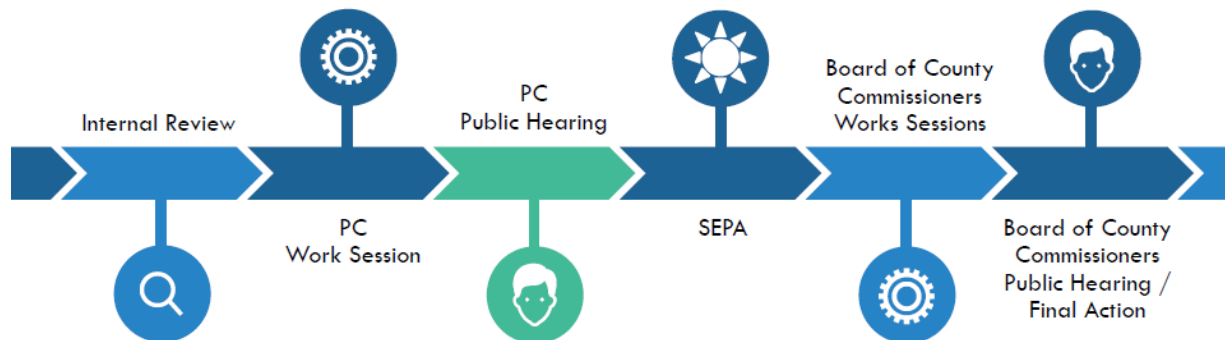 Internal Review
PC
Work Session
PC
Public Hearing
SEPA
Board of County
Commissioners
Works Sessions
Board of County
Commissioners
Public Hearing /
Final Action